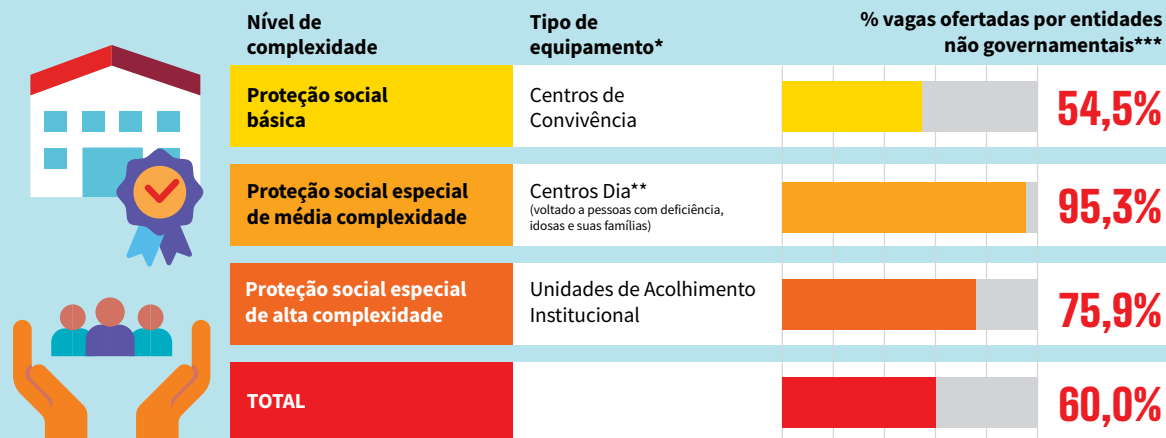 Nível de
complexidade
Tipo de
equipamento*
% vagas ofertadas por entidades
não governamentais***
Proteção social
básica
Centros de
Convivência
54,5%
Proteção social especial
de média complexidade
Centros Dia**
(voltado a pessoas com deficiência,
idosas e suas famílias)
95,3%
Proteção social especial
de alta complexidade
Unidades de Acolhimento
Institucional
75,9%
TOTAL
60,0%